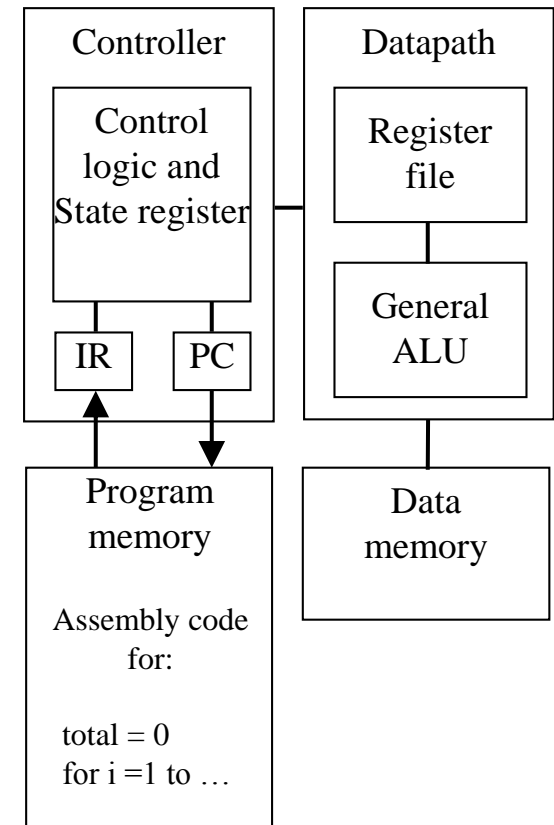 Controller
Control
logic and
State register
IR
PC
Datapath
Register
file
General
ALU
Program
memory
Assembly code
for:
total = 0
for i =1 to …
Data
memory